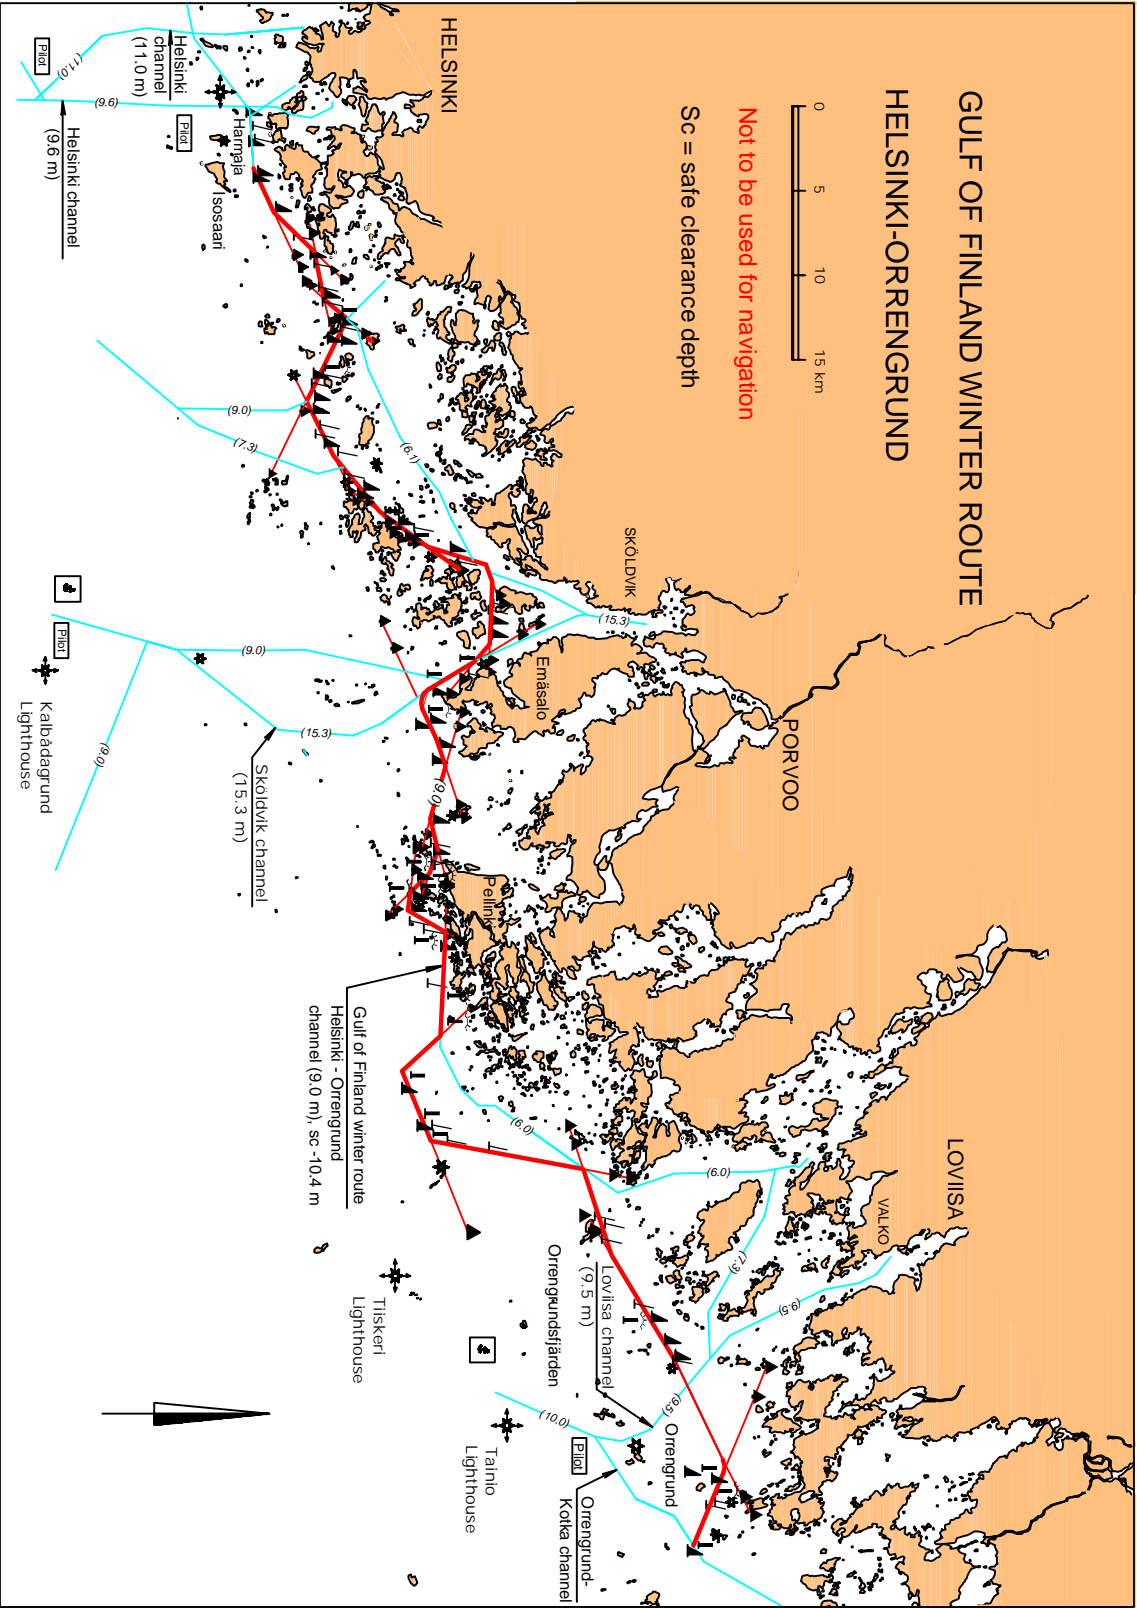 GULF OF FINLAND WINTER ROUTE
HELSINKI-ORRENGRUND
0 5 10 15 km
Not to be used for navigation
Sc = safe clearance depth
HELSINKI
SKÖLDVIK
PORVOO
LOVIISA
VALKO
Emäsalo
Pellinki
Isosaari
Harmaja
Helsinki
channel
(11.0 m)
Pilot
(11.0)
(9.6)
Pilot
Helsinki channel
(9.6 m)
(9.0)
(7.3)
(6.1)
(15.3)
(9.0)
(15.3)
(9.0)
Pilot
Kalbådagrund
Lighthouse
Sköldvik channel
(15.3 m)
(9.0)
Gulf of Finland winter route
Helsinki - Orrengrund
channel (9.0 m), sc -10.4 m
(6.0)
(6.0)
(7.3)
(9.5)
(9.5)
(10.0)
Loviisa channel
(9.5 m)
Orrengrundsfjärden
Tiiskeri
Lighthouse
Tainio
Lighthouse
Orrengrund
Pilot
Orrengrund-
Kotka channel